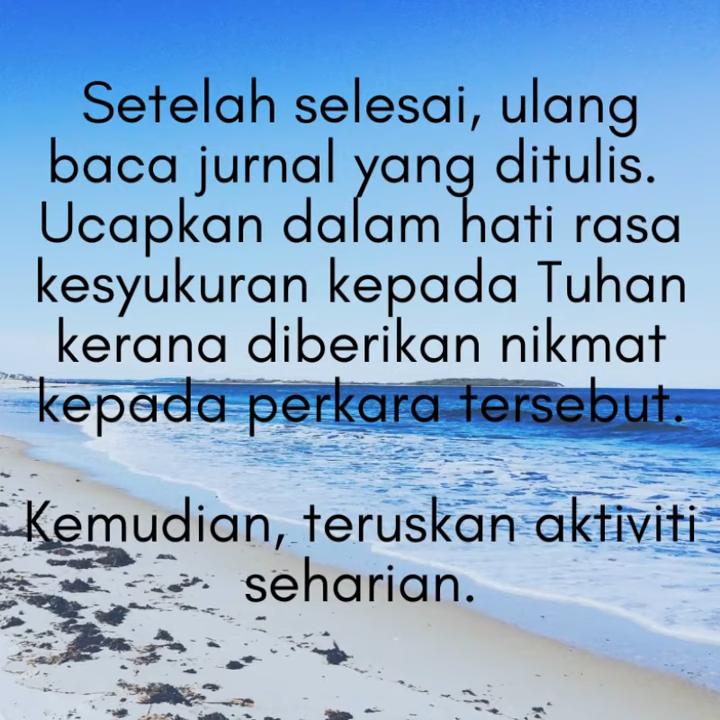 Setelah selesai, ulang
baca jurnal yang ditulis.
Ucapkan dalam hati rasa
kesyukuran kepada Tuhan
kerana diberikan nikmat
kepada perkara tersebut.
Kemudian, teruskan aktiviti
seharian.